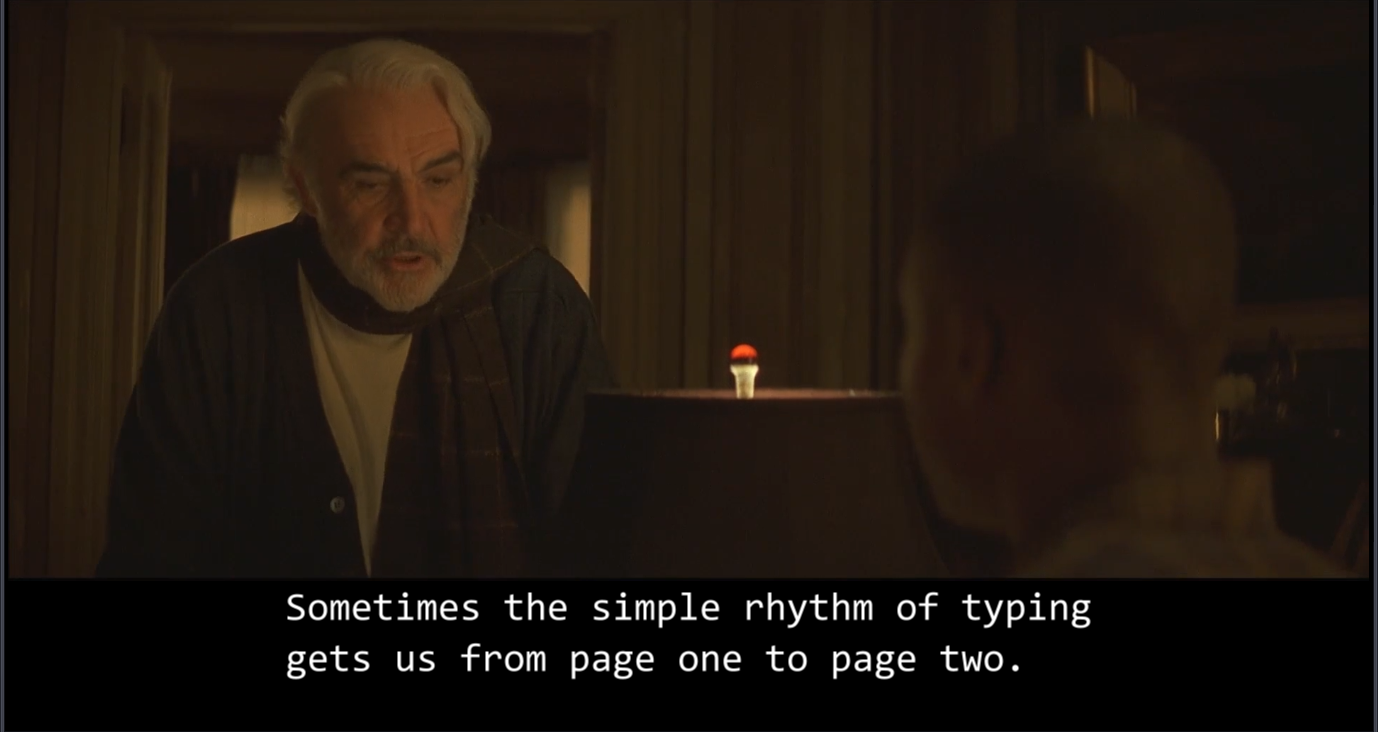 Sometimes the simple rhythm of typing
gets us from page one to page two.